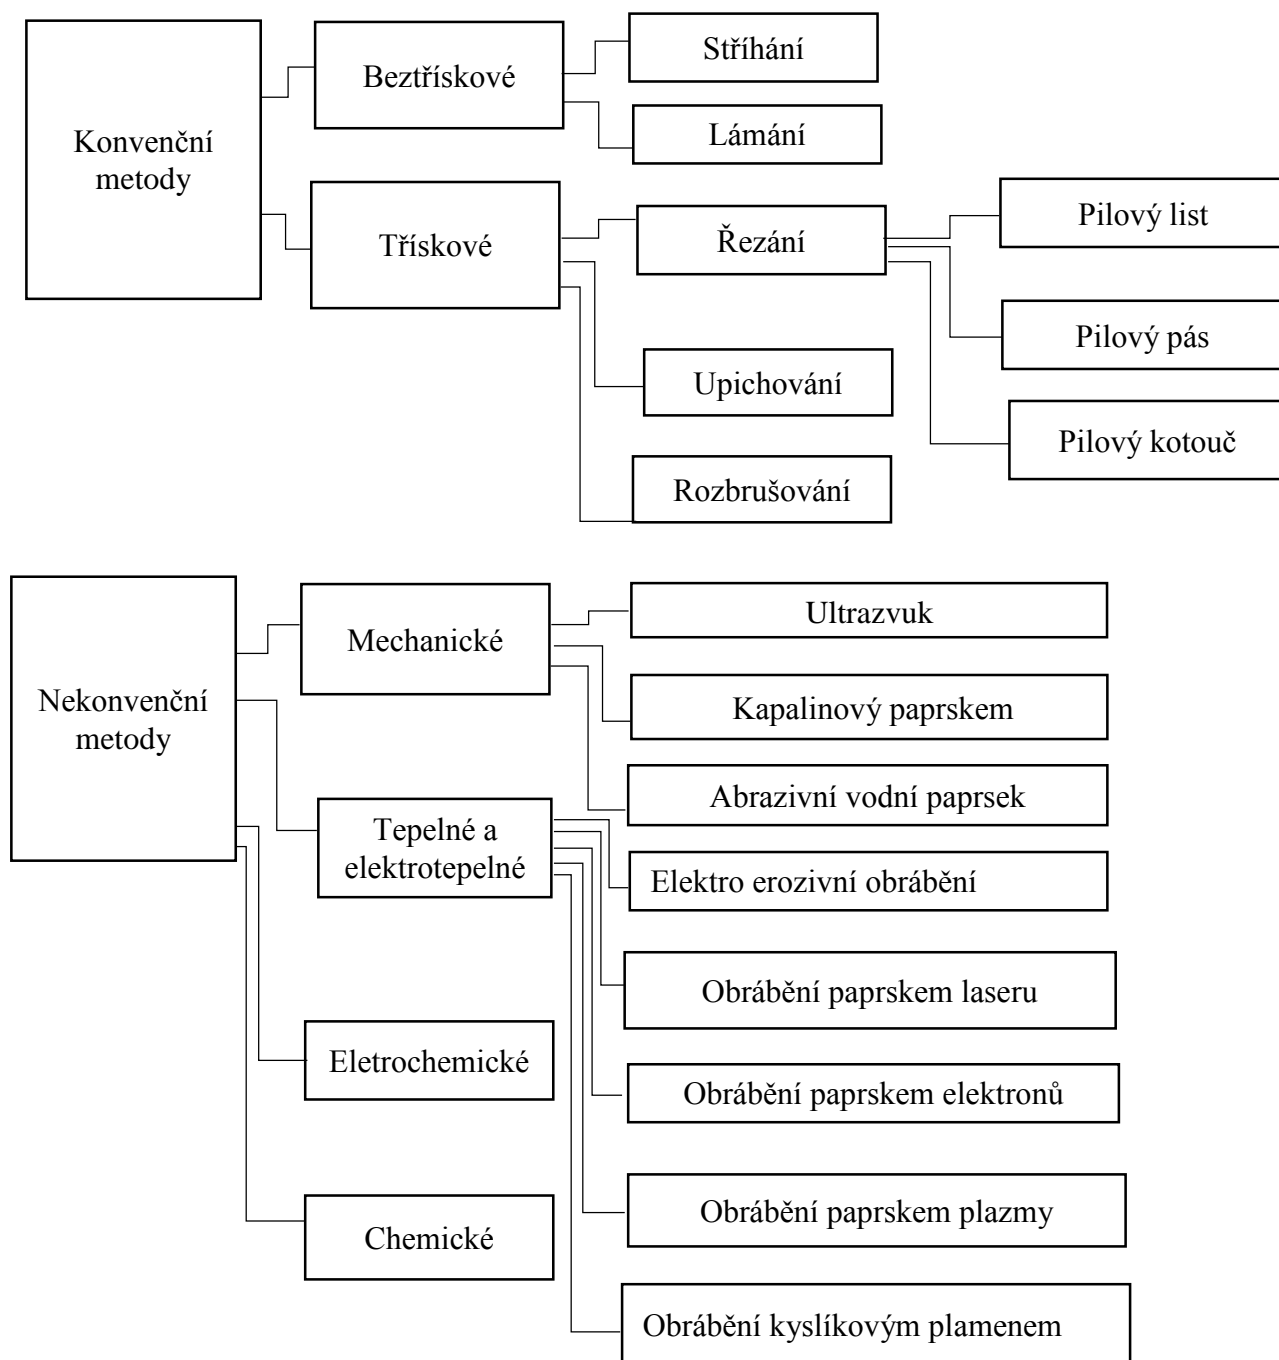 Konvenční
metody
Beztřískové
Stříhání
Lámání
Třískové
Řezání
Pilový list
Pilový pás
Pilový kotouč
Upichování
Rozbrušování
Nekonvenční
metody
Mechanické
Ultrazvuk
Kapalinový paprskem
Abrazivní vodní paprsek
Tepelné a
elektrotepelné
Elektro erozivní obrábění
Obrábění paprskem laseru
Obrábění paprskem elektronů
Obrábění paprskem plazmy
Obrábění kyslíkovým plamenem
Eletrochemické
Chemické